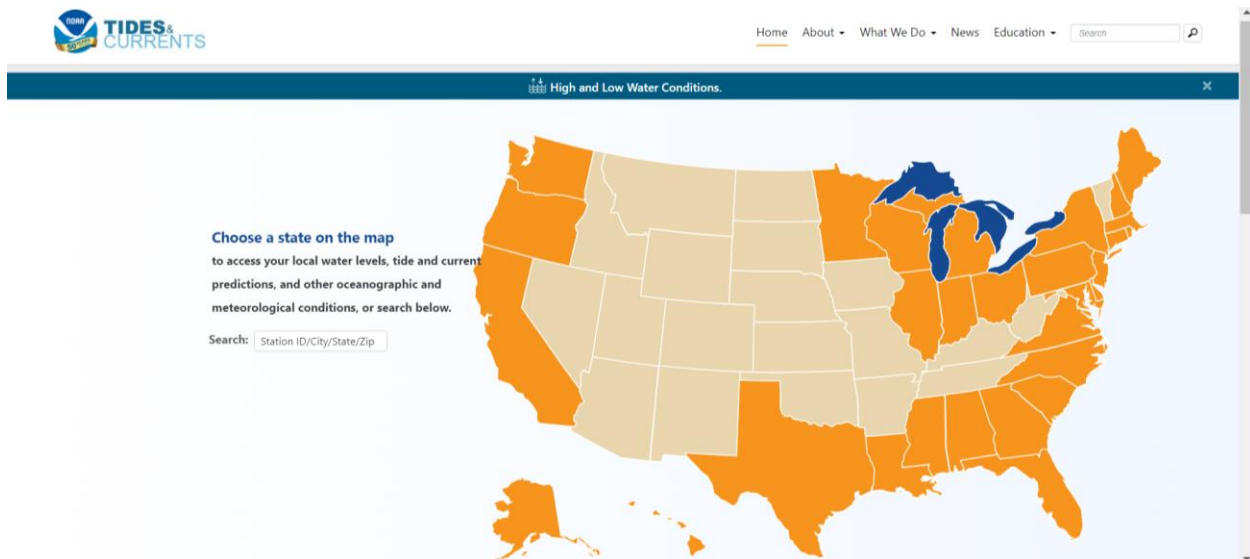 NOAA
50 YEARS
TIDES &
CURRENTS
Home About What We Do News Education Search
High and Low Water Conditions.
Choose a state on the map
to access your local water levels, tide and current
predictions, and other oceanographic and
meteorological conditions, or search below.
Search: Station ID/City/State/Zip